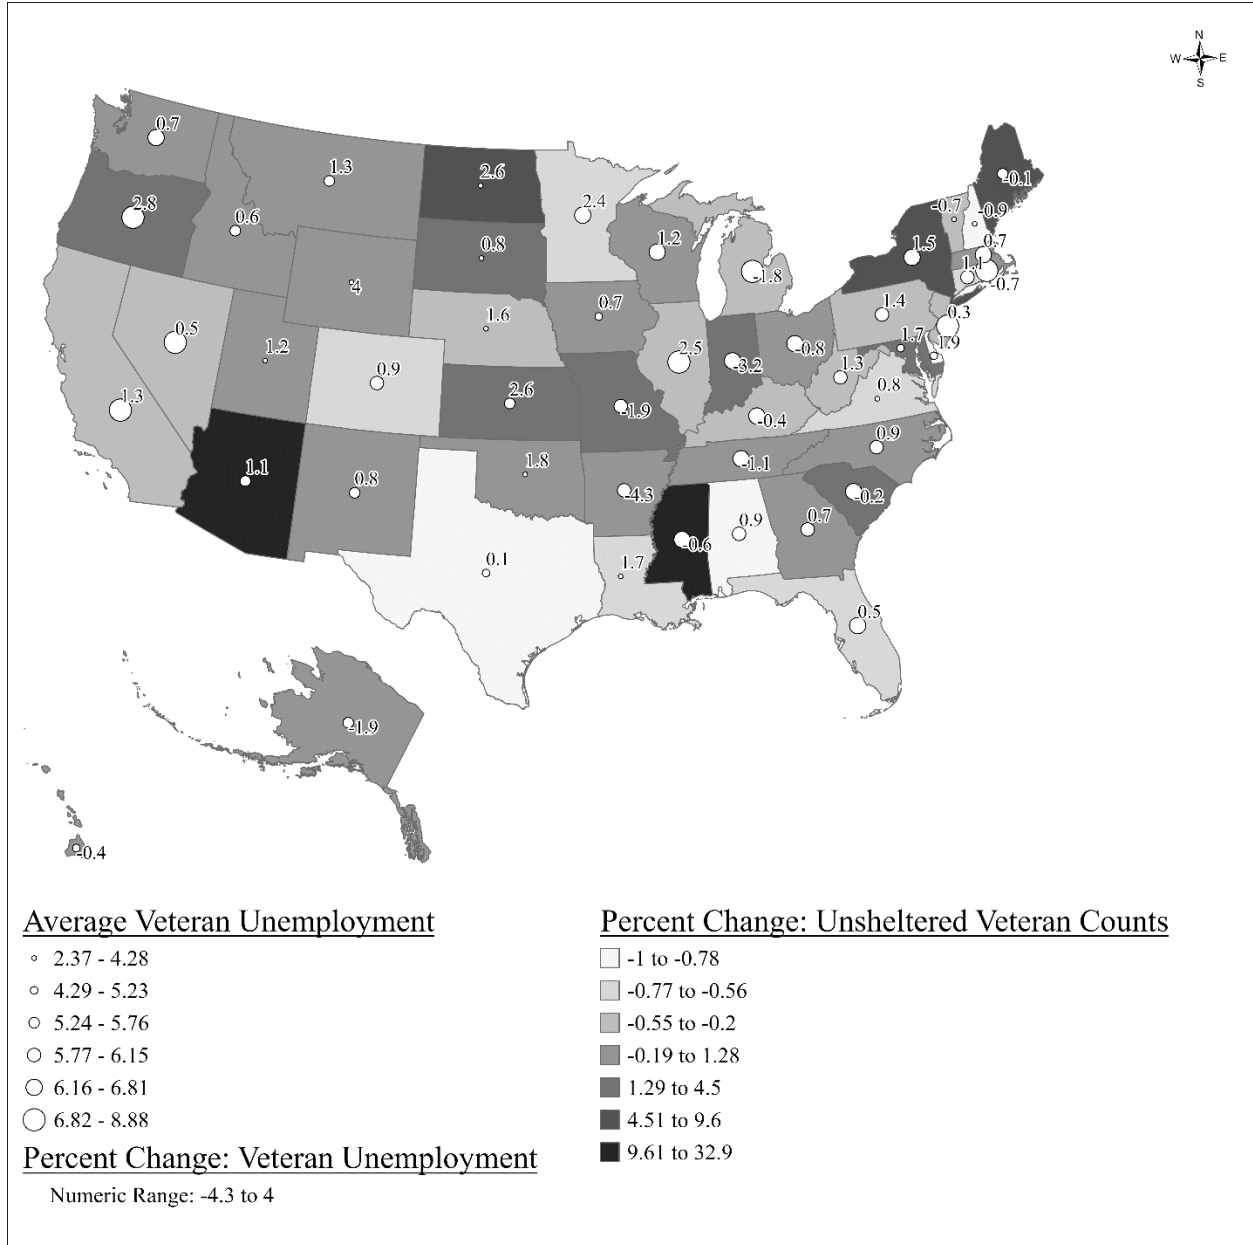 N
W E
S
0.7
1.3
2.6
2.4
2.8
0.6
0.8
1.2
-1.8
-0.1
-0.7
-0.9
0.7
1.5
1.1
-0.7
4
0.7
1.6
1.4
0.3
0.5
1.2
0.9
2.5
-3.2
-0.8
1.7
1.9
1.3
0.8
1.3
2.6
-1.9
-0.4
0.9
1.1
0.8
1.8
-4.3
-1.1
-0.2
0.1
1.7
-0.6
0.9
0.7
0.5
-1.9
-0.4
Average Veteran Unemployment
2.37 - 4.28
4.29 - 5.23
5.24 - 5.76
5.77 - 6.15
6.16 - 6.81
6.82 - 8.88
Percent Change: Veteran Unemployment
Numeric Range: -4.3 to 4
Percent Change: Unsheltered Veteran Counts
-1 to -0.78
-0.77 to -0.56
-0.55 to -0.2
-0.19 to 1.28
1.29 to 4.5
4.51 to 9.6
9.61 to 32.9